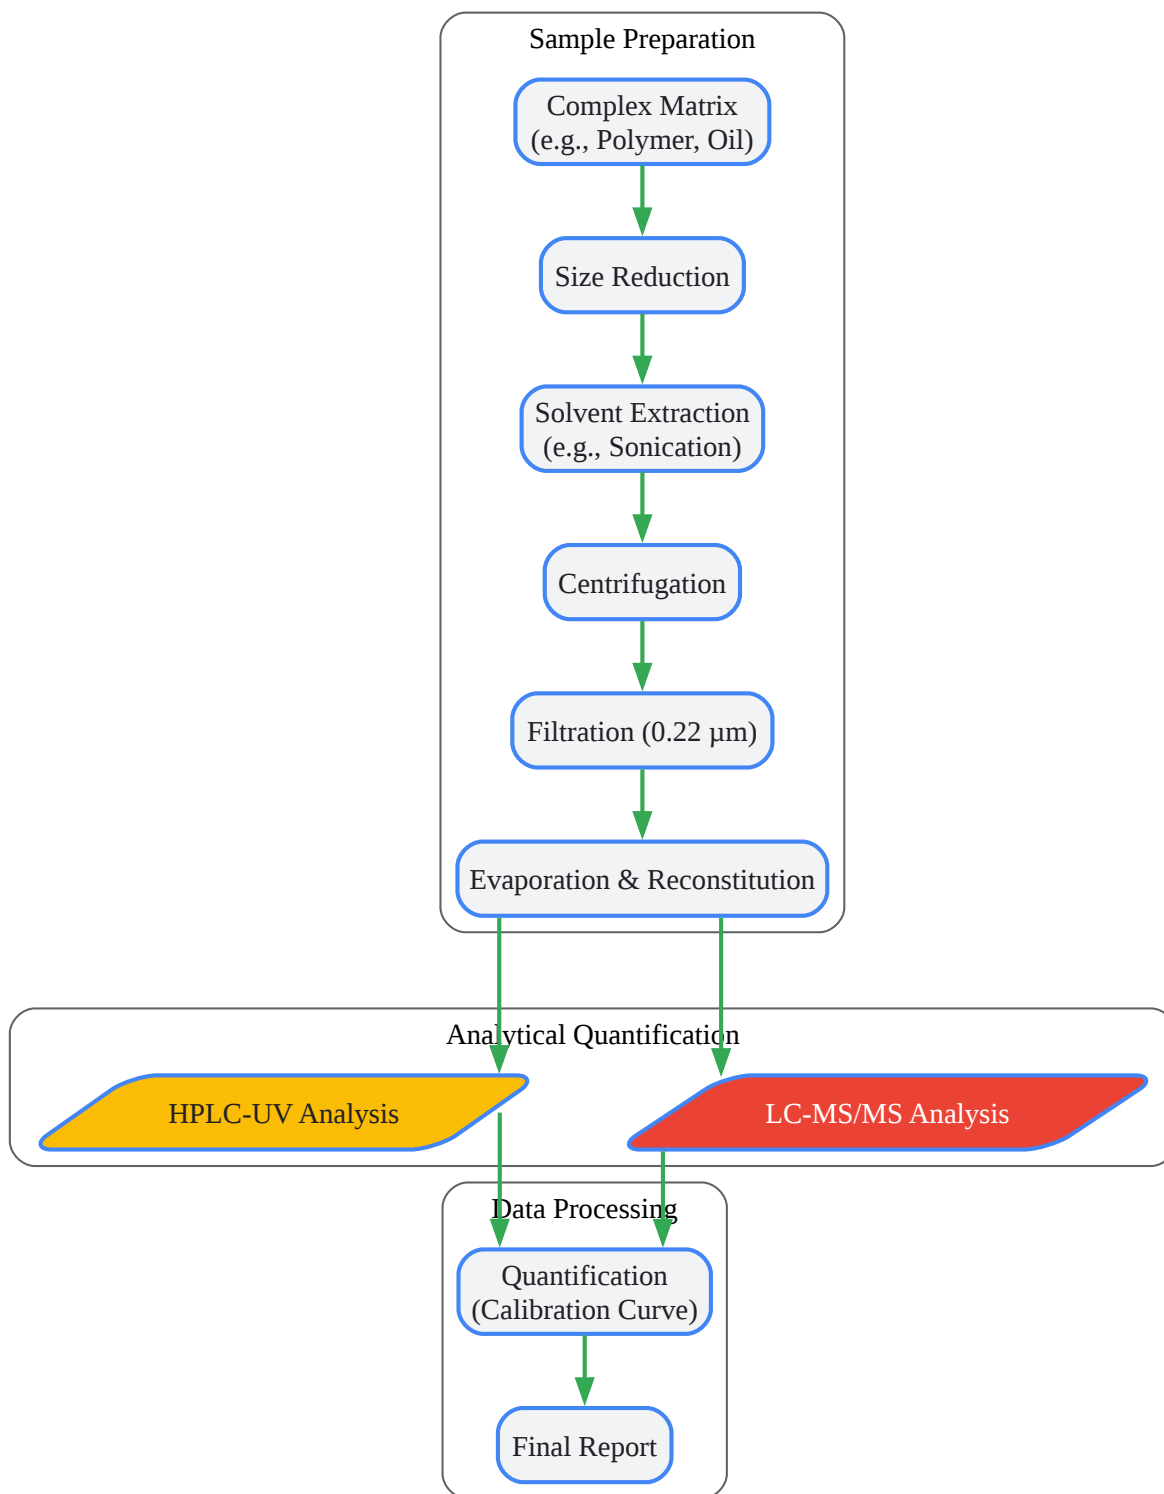 Sample Preparation
Complex Matrix
(e.g., Polymer, Oil)
Size Reduction
Solvent Extraction
(e.g., Sonication)
Centrifugation
Filtration (0.22 µm)
Evaporation & Reconstitution
Analytical Quantification
HPLC-UV Analysis
LC-MS/MS Analysis
Data Processing
Quantification
(Calibration Curve)
Final Report